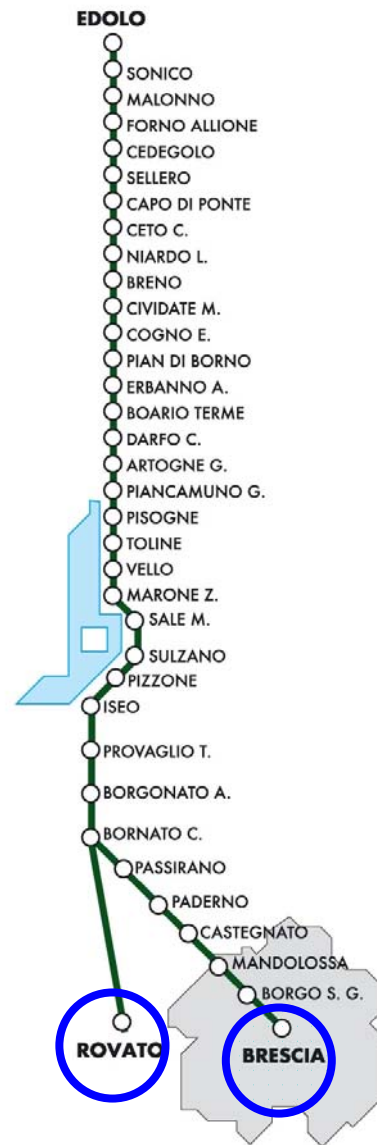 EDOLO
SONICO
MALONNO
FORNO ALLIONE
CEDEGOLO
SELLERO
CAPO DI PONTE
CETO C.
NIARDO L.
BRENO
CIVIDATE M.
COGNO E.
PIAN DI BORNO
ERBANNO A.
BOARIO TERME
DARFO C.
ARTOGNE G.
PIANCAMUNO G.
PISOGNE
TOLINE
VELLO
MARONE Z.
SALE M.
SULZANO
PIZZONE
ISEO
PROVAGLIO T.
BORGONATO A.
BORNATO C.
PASSIRANO
PADERNO
CASTEGNATO
MANDOLOSSA
BORGO S. G.
ROVATO
BRESCIA